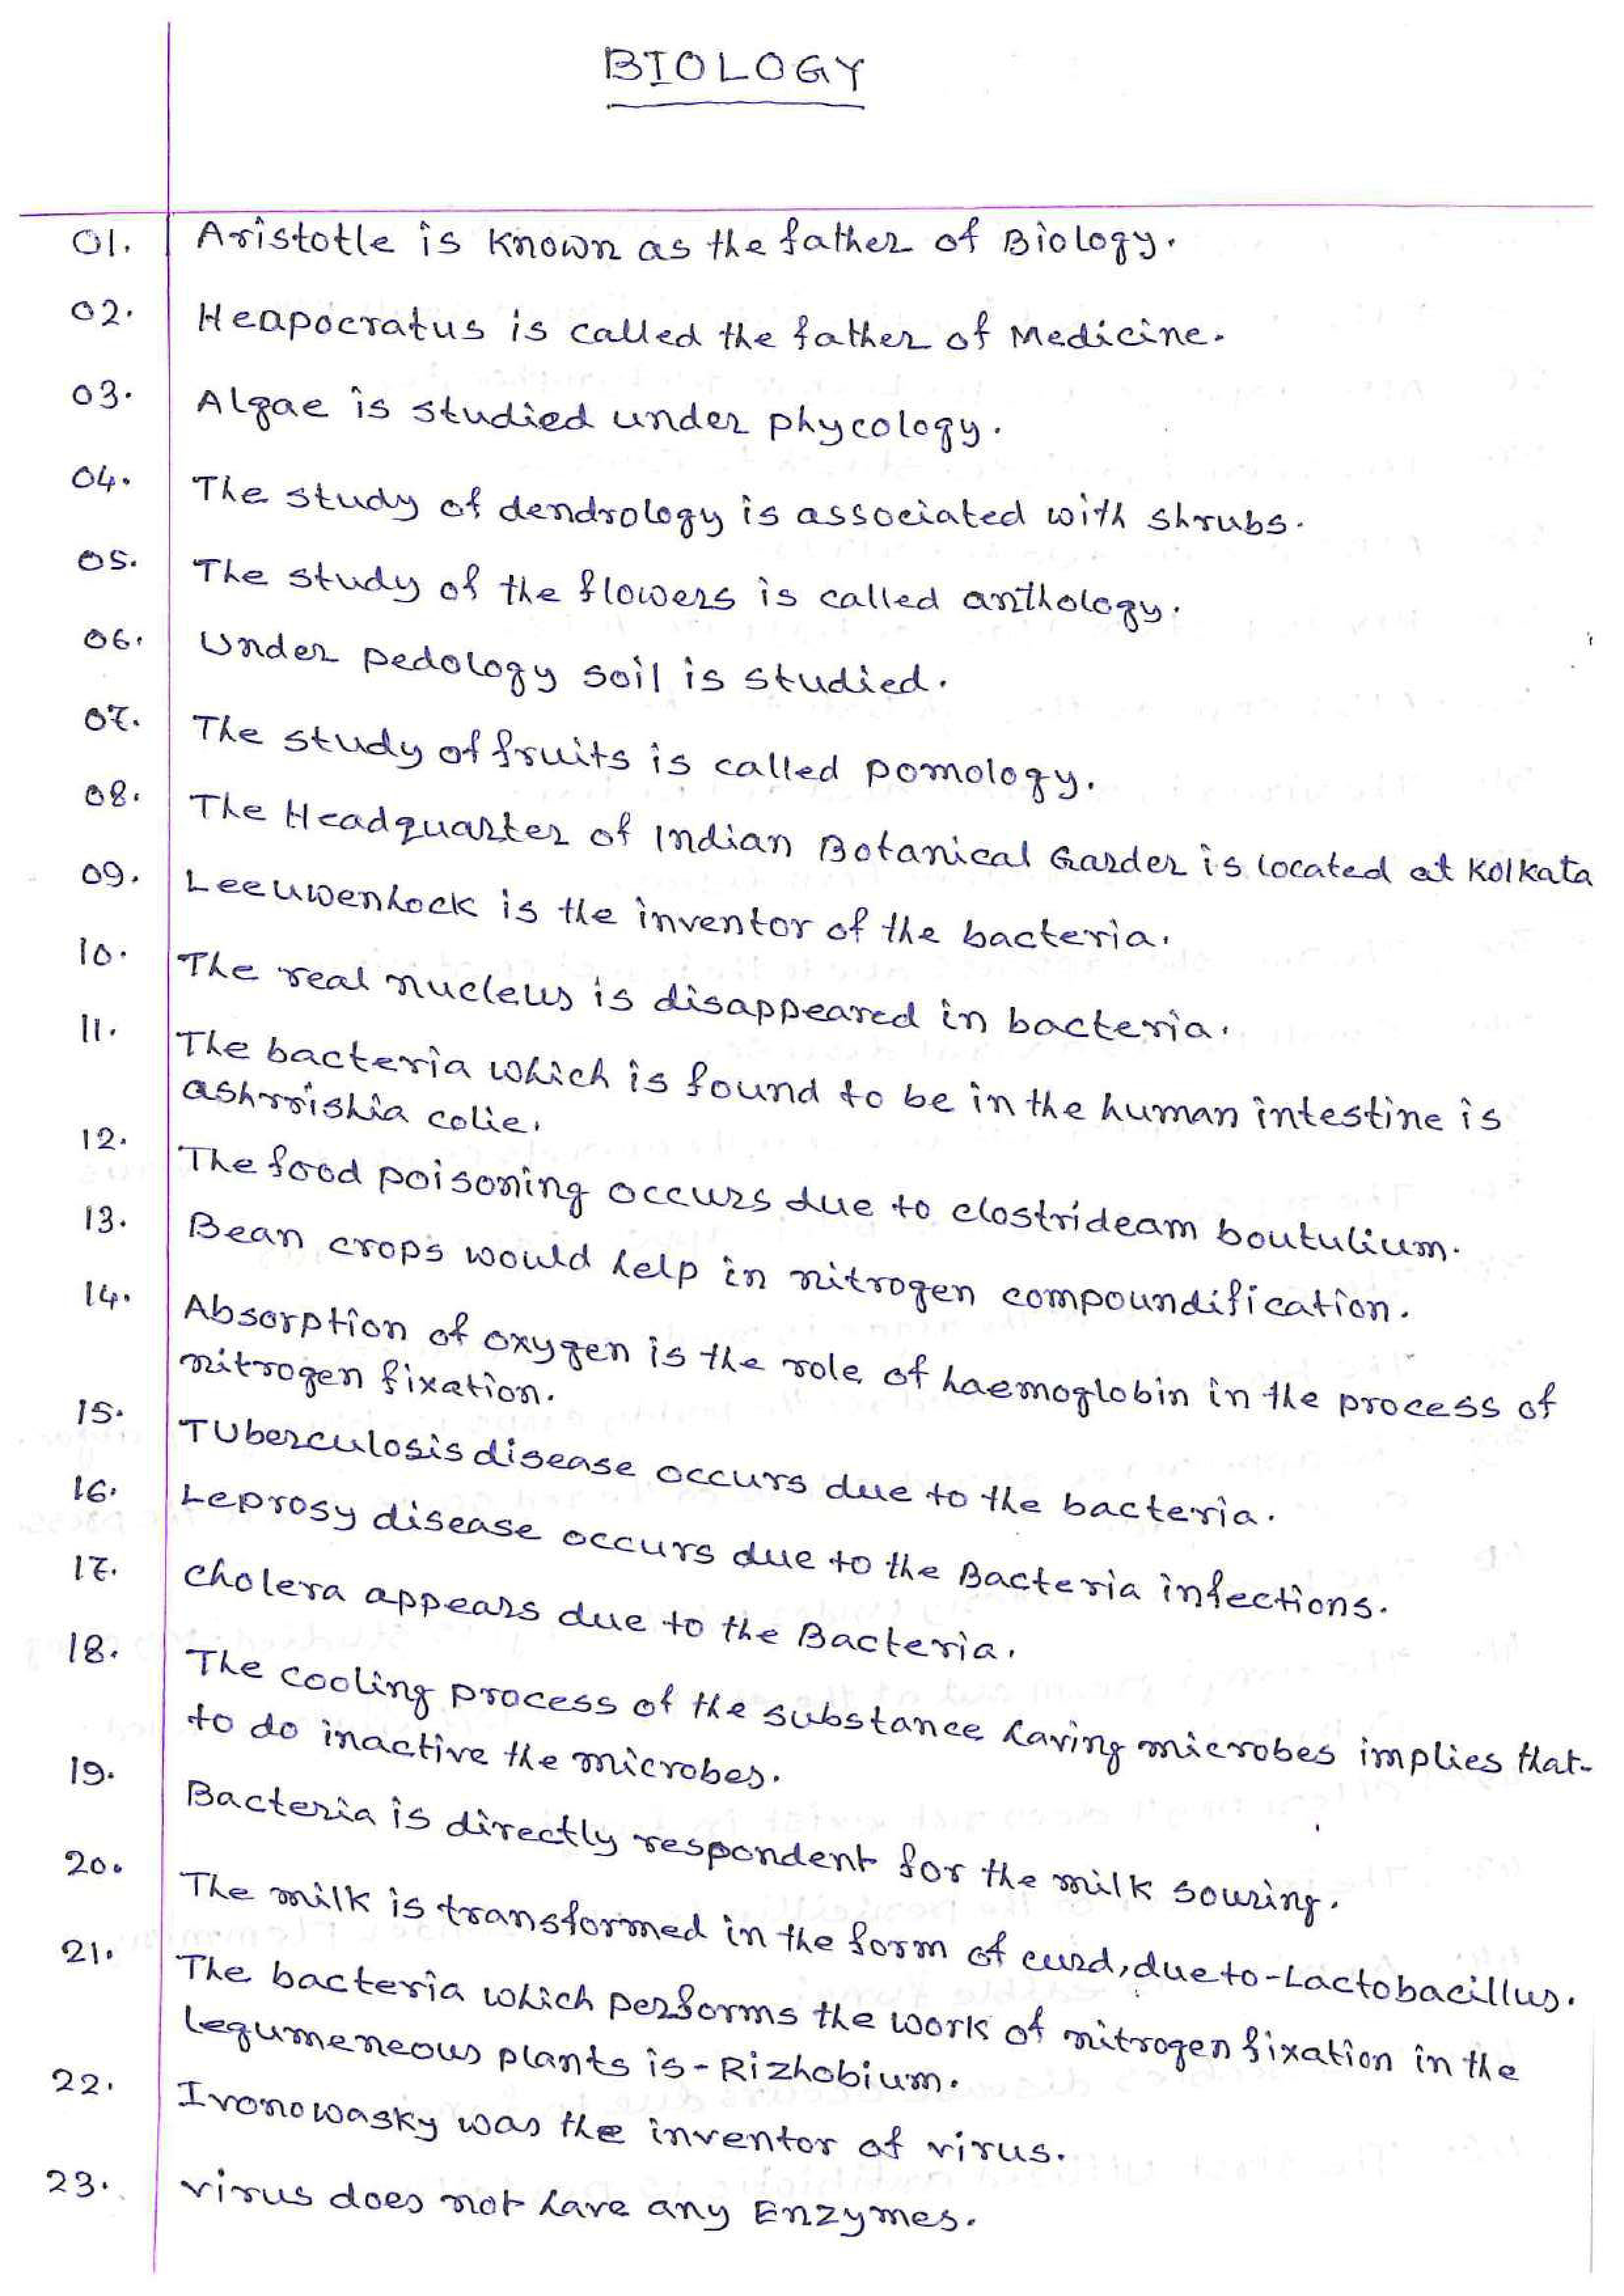 BIOLOGY
01. Aristotle is known as the father of Biology.
02. Heapocratus is called the father of Medicine.
03. Algae is studied under phycology.
04. The study of dendrology is associated with shrubs.
05. The study of the flowers is called anthology.
06. Under pedology soil is studied.
07. The study of fruits is called pomology.
08. The Headquarter of Indian Botanical Garder is located at Kolkata
09. Leeuwenhock is the inventor of the bacteria.
10. The real nucleus is disappeared in bacteria.
11. The bacteria which is found to be in the human intestine is
ashrrishia colie.
12. The food poisoning occurs due to clostrideam boutulium.
13. Bean crops would help in nitrogen compoundification.
14. Absorption of oxygen is the role of haemoglobin in the process of
nitrogen fixation.
15. TUberculosis disease occurs due to the bacteria.
16. Leprosy disease occurs due to the Bacteria infections.
17. cholera appears due to the Bacteria.
18. The cooling process of the substance having microbes implies that-
to do inactive the microbes.
19. Bacteria is directly respondent for the milk souring.
20. The milk is transformed in the form of curd, due to-Lactobacillus.
21. The bacteria which performs the work of nitrogen fixation in the
legumeneous plants is-Rizhobium.
22. Ivonowasky was the inventor of virus.
23. virus does not have any Enzymes.